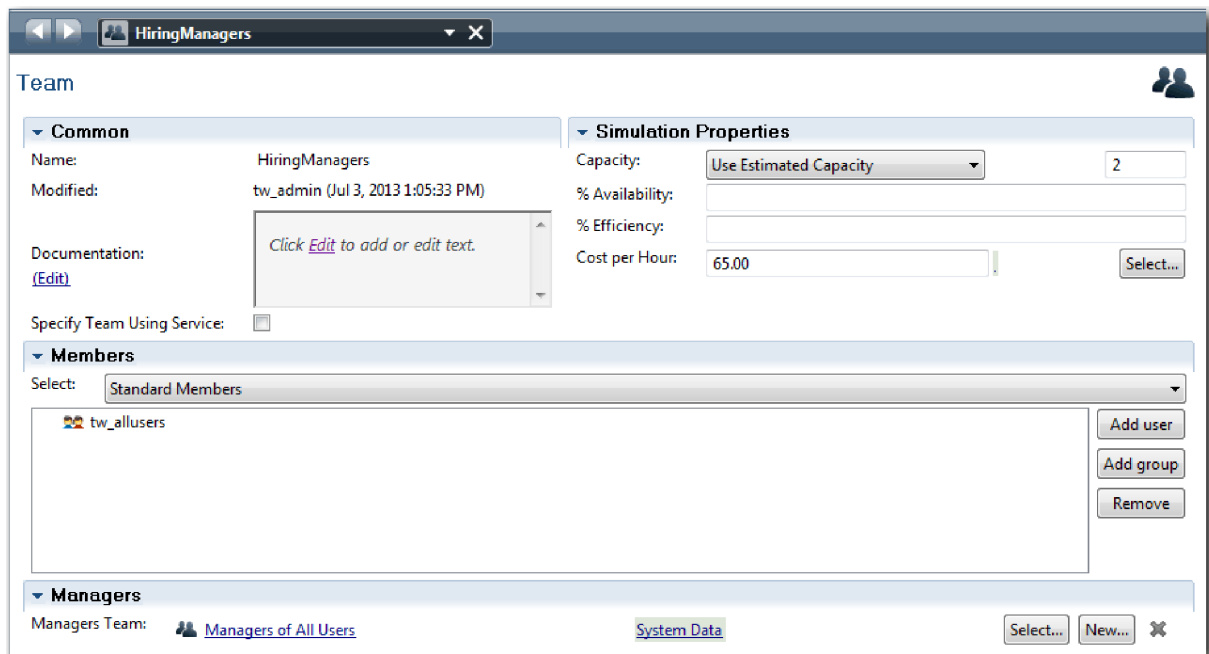 HiringManagers
Team
Common
Name: HiringManagers
Modified: tw_admin (Jul 3, 2013 1:05:33 PM)
Documentation:
(Edit)
Click Edit to add or edit text.
Specify Team Using Service:
Simulation Properties
Capacity: Use Estimated Capacity 2
% Availability:
% Efficiency:
Cost per Hour: 65.00 . Select...
Members
Select: Standard Members
tw_allusers
Add user
Add group
Remove
Managers
Managers Team: Managers of All Users System Data Select... New...